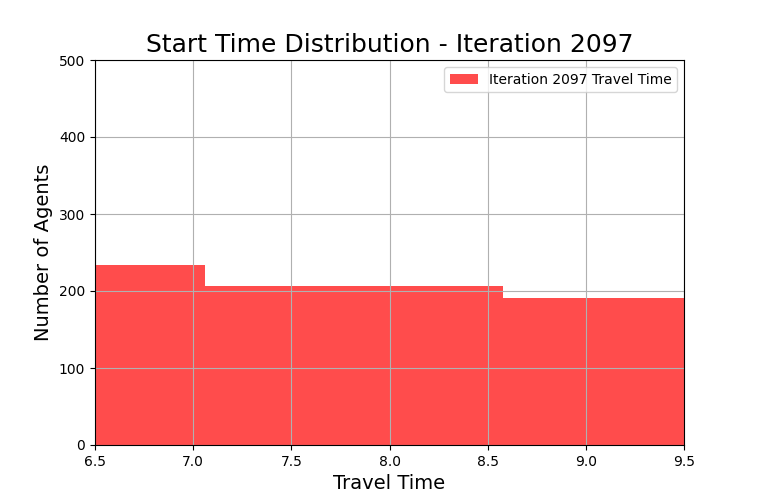 Start Time Distribution - Iteration 2097
500
400
300
200
100
0
Number of Agents
Iteration 2097 Travel Time
6.5 7.0 7.5 8.0 8.5 9.0 9.5
Travel Time